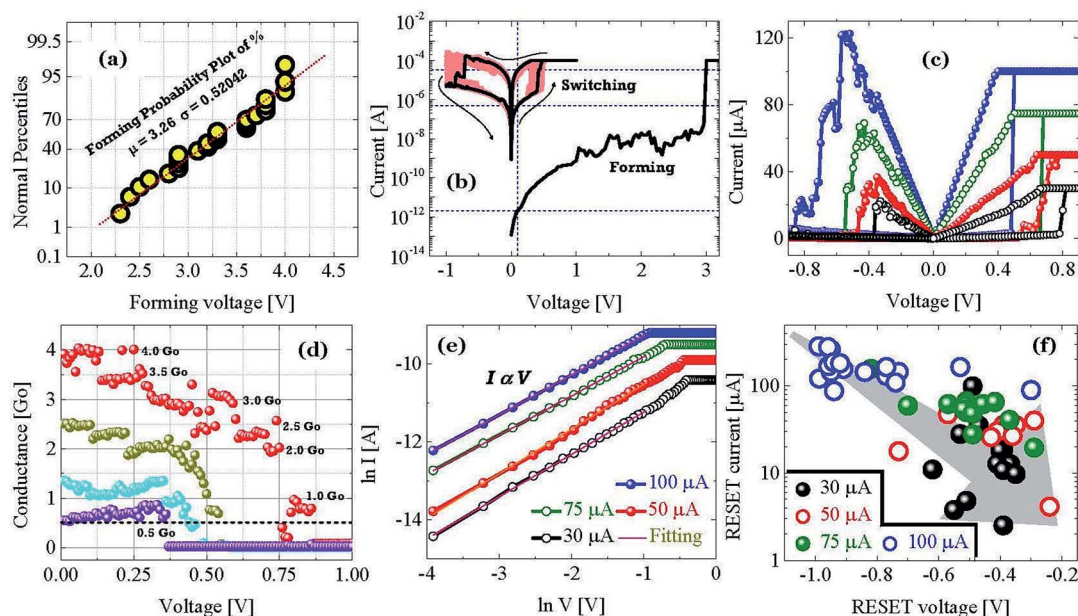 (a)
Forming Probability Plot of %
μ = 3.26 σ = 0.52042
Normal Percentiles
99.5
95
70
40
10
1
0.1
2.0 2.5 3.0 3.5 4.0 4.5
Forming voltage [V]
(b)
Switching
Forming
Current [A]
10⁻²
10⁻⁴
10⁻⁶
10⁻⁸
10⁻¹⁰
10⁻¹²
10⁻¹⁴
-1 0 1 2 3
Voltage [V]
(c)
Current [μA]
120
80
40
0
-0.8 -0.4 0.0 0.4 0.8
Voltage [V]
(d)
Conductance [Go]
4
3
2
1
0
4.0 Go
3.5 Go
3.0 Go
2.5 Go
2.0 Go
1.0 Go
0.5 Go
0.00 0.25 0.50 0.75 1.00
Voltage [V]
(e)
I α V
ln I [A]
-10
-12
-14
100 μA
75 μA 50 μA
30 μA Fitting
-4 -3 -2 -1 0
ln V [V]
(f)
RESET current [μA]
100
10
1
30 μA
50 μA
75 μA 100 μA
-1.0 -0.8 -0.6 -0.4 -0.2
RESET voltage [V]